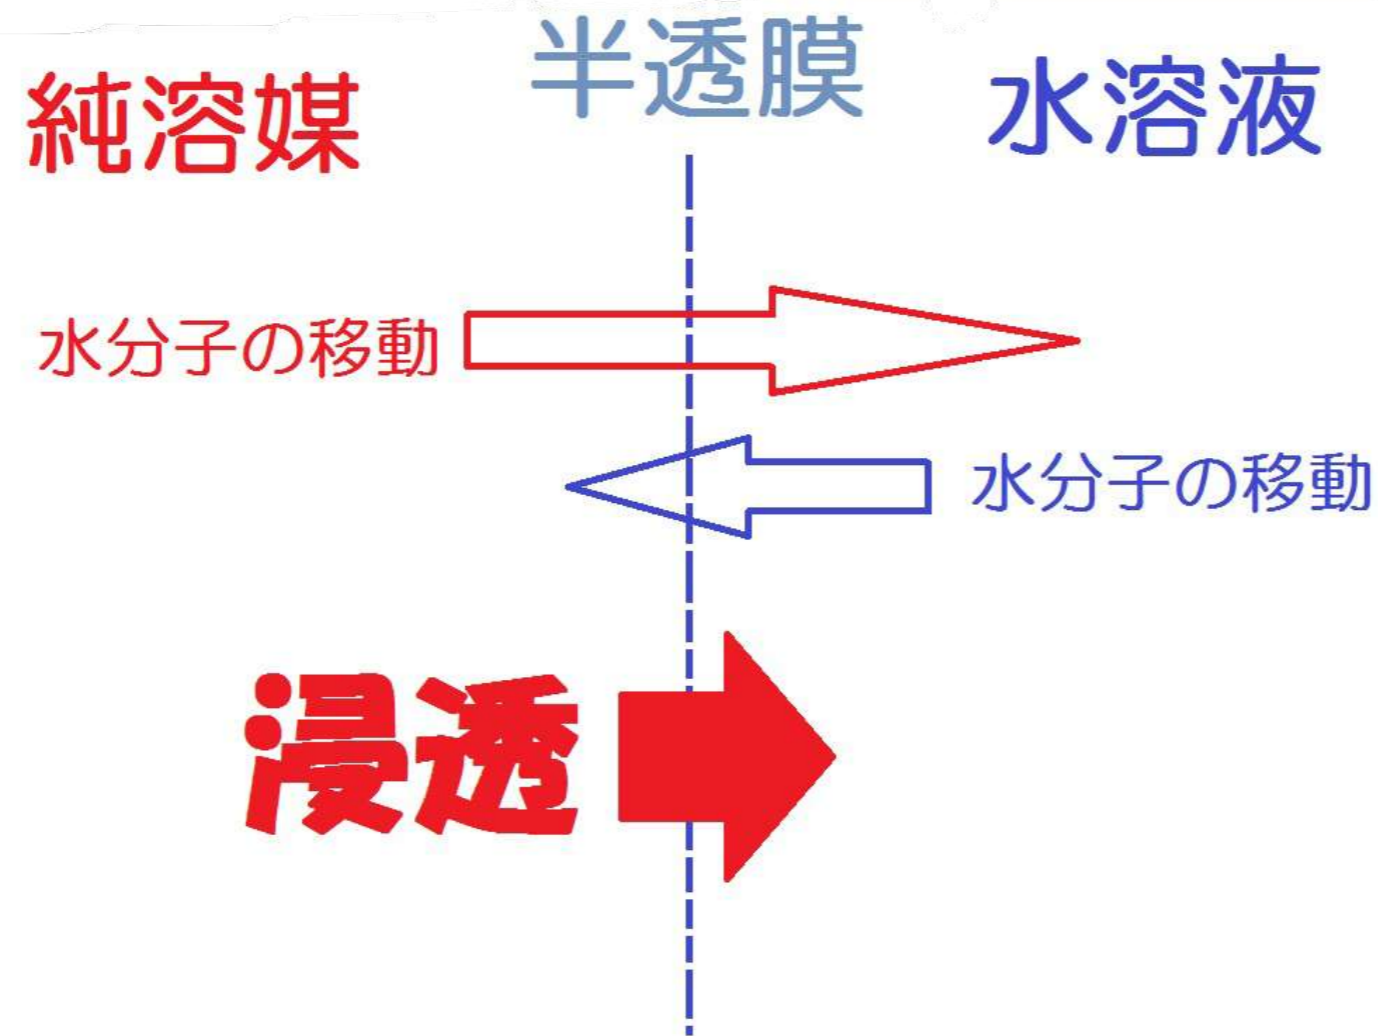 半透膜
純溶媒
水溶液
水分子の移動
水分子の移動
浸透